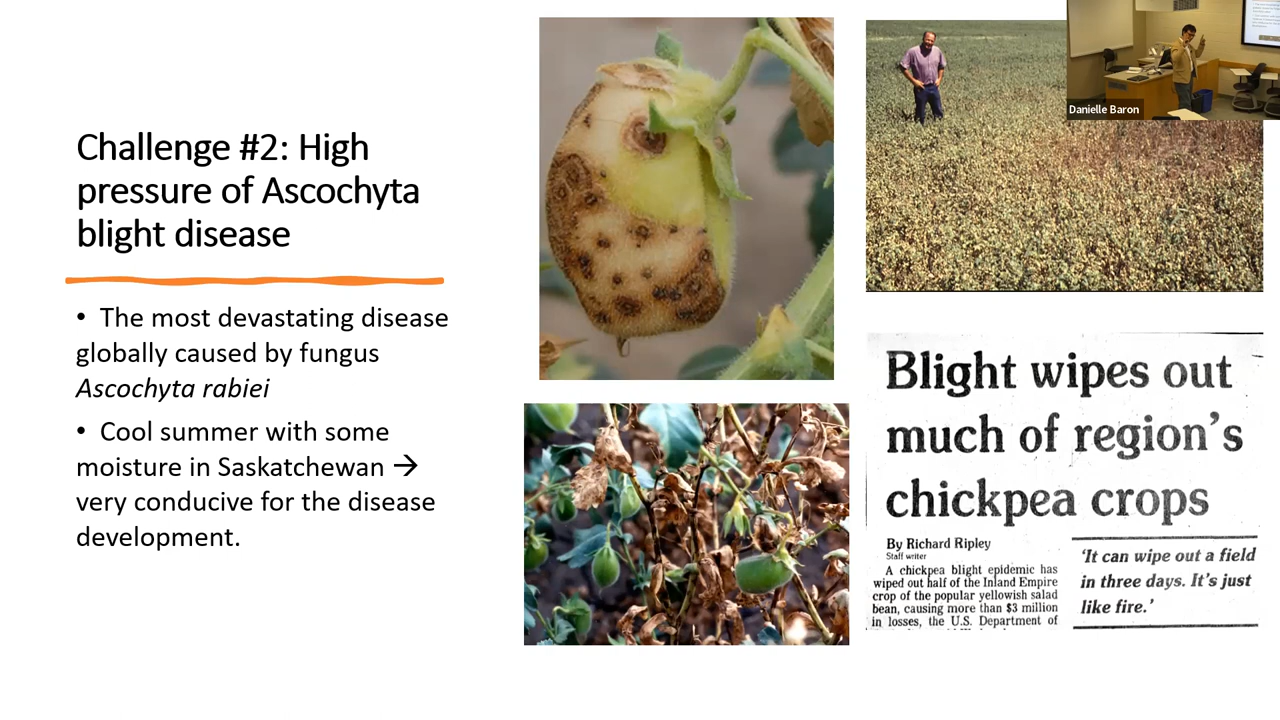 Challenge #2: High
pressure of Ascochyta
blight disease
• The most devastating disease
globally caused by fungus
Ascochyta rabiei
• Cool summer with some
moisture in Saskatchewan →
very conducive for the disease
development.
Danielle Baron
Blight wipes out
much of region's
chickpea crops
By Richard Ripley
Staff writer
A chickpea blight epidemic has
wiped out half of the Inland Empire
crop of the popular yellowish salad
bean, causing more than $3 million
in losses, the U.S. Department of
'It can wipe out a field
in three days. It's just
like fire.'